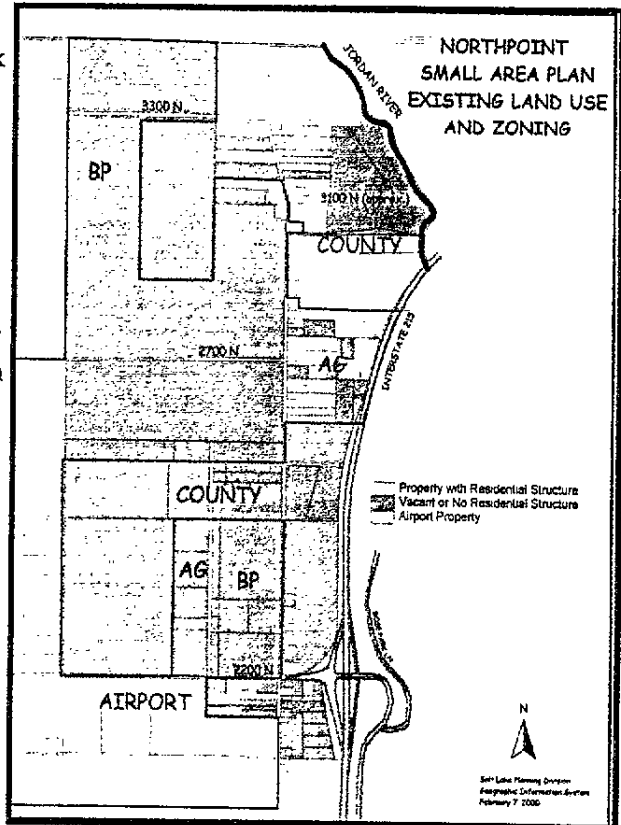 NORTHPOINT
SMALL AREA PLAN
EXISTING LAND USE
AND ZONING
JORDAN RIVER
3300 N
BP
3100 N (approx.)
COUNTY
INTERSTATE 215
2700 N
AG
Property with Residential Structure
Vacant or No Residential Structure
Airport Property
COUNTY
AG
BP
2200 N
AIRPORT
N
Salt Lake Planning Division
Geographic Information System
February 7, 2000